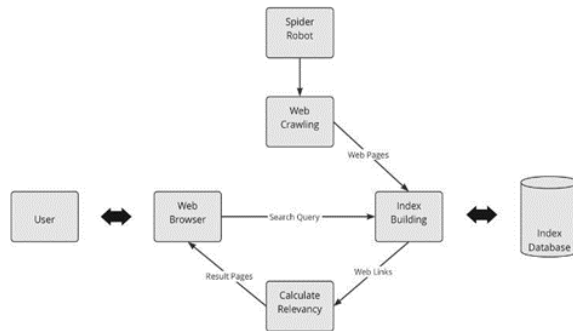 Spider
Robot
Web
Crawling
Web Pages
User
Web
Browser
Search Query
Index
Building
Index
Database
Result Pages
Web Links
Calculate
Relevancy